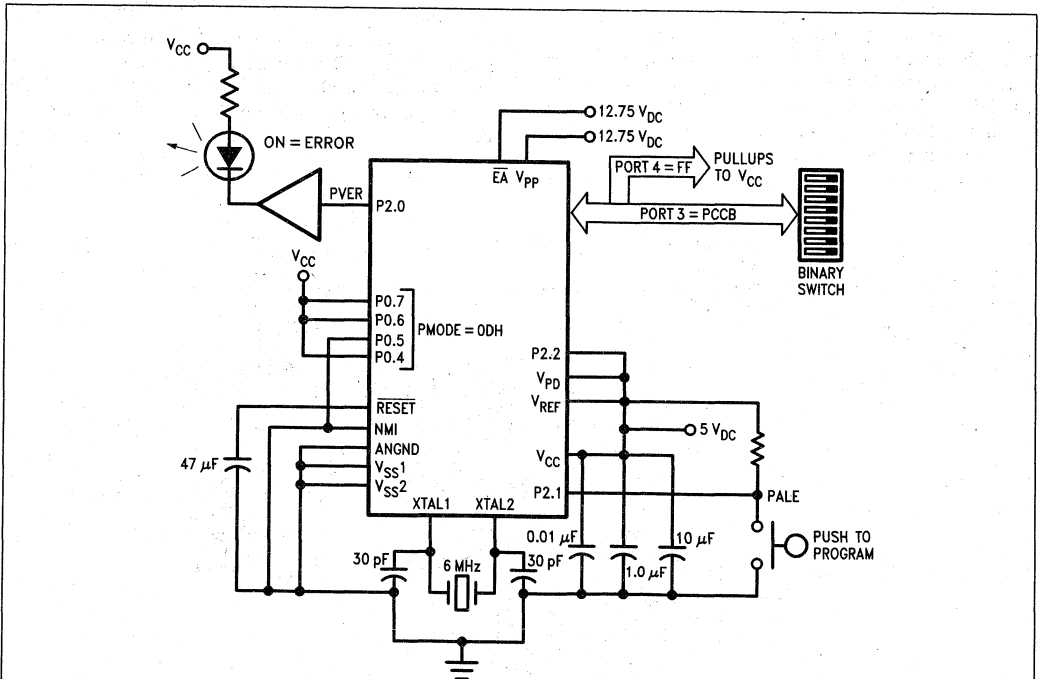 VCC
ON = ERROR
12.75 VDC
12.75 VDC
EA VPP
PORT 4 = FF
PULLUPS
TO VCC
PORT 3 = PCCB
BINARY
SWITCH
PVER
P2.0
VCC
P0.7
P0.6
P0.5
P0.4
PMODE = 0DH
RESET
NMI
ANGND
VSS1
VSS2
47 µF
P2.2
VPD
VREF
5 VDC
VCC
P2.1
PALE
XTAL1
XTAL2
30 pF
6 MHz
30 pF
0.01 µF
1.0 µF
10 µF
PUSH TO
PROGRAM